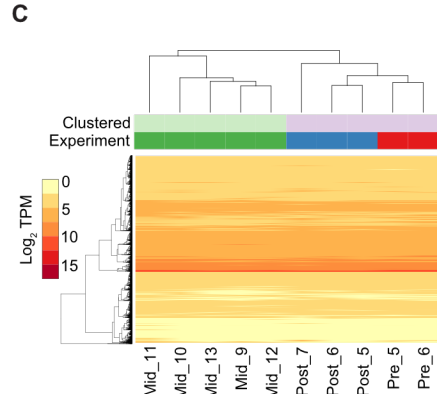 C
Clustered
Experiment
Log2 TPM
0
5
10
15
Mid_11
Mid_10
Mid_13
Mid_9
Mid_12
Post_7
Post_6
Post_5
Pre_5
Pre_6